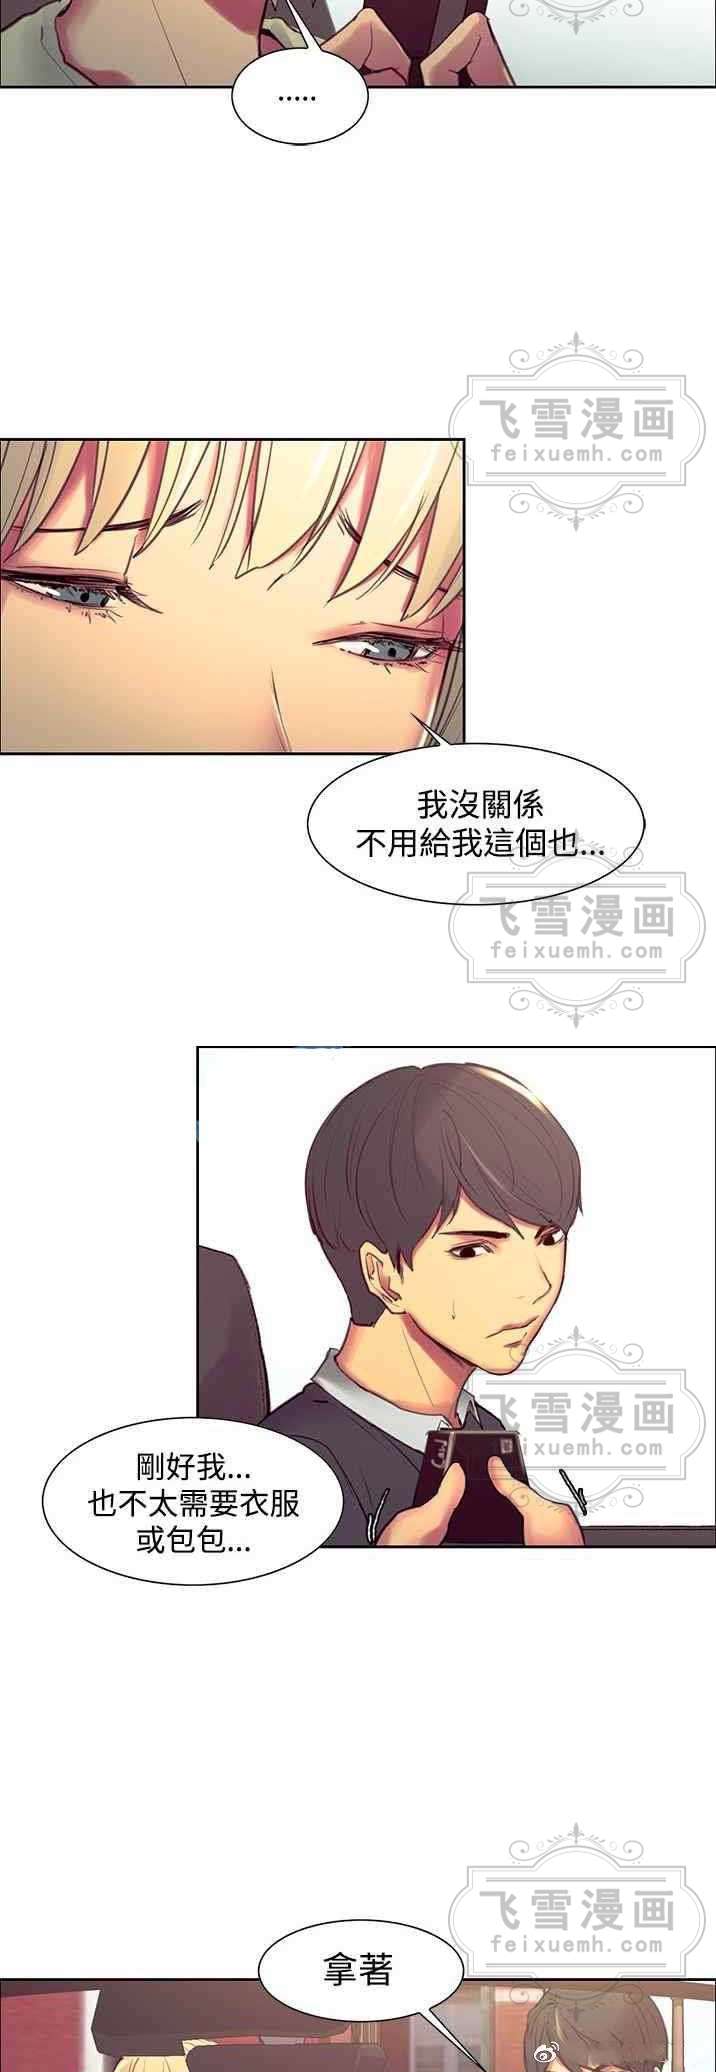 .....
飞雪漫画
feixuemh.com
我沒關係
不用給我這個也...
飞雪漫画
feixuemh.com
剛好我...
也不太需要衣服
或包包...
飞雪漫画
feixuemh.com
飞雪漫画
feixuemh.com
拿著